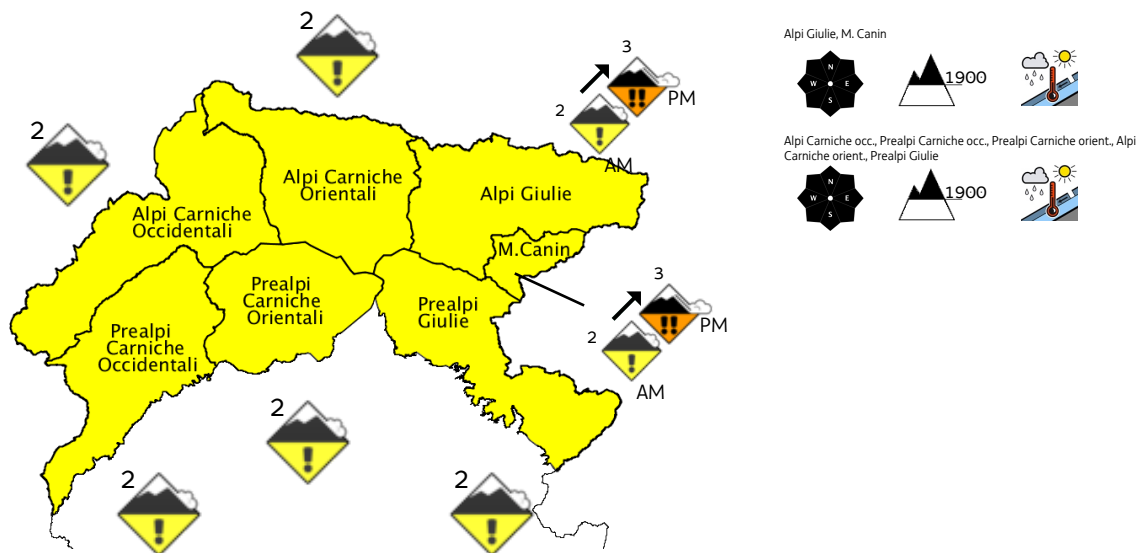 2
3
2
PM
AM
2
Alpi Carniche
Orientali
Alpi Giulie
Alpi Carniche
Occidentali
M.Canin
Prealpi
Carniche
Orientali
Prealpi
Giulie
3
2
PM
AM
Prealpi
Carniche
Occidentali
2
2
2
Alpi Giulie, M. Canin
N
W
E
S
1900
Alpi Carniche occ., Prealpi Carniche occ., Prealpi Carniche orient., Alpi
Carniche orient., Prealpi Giulie
N
W
E
S
1900